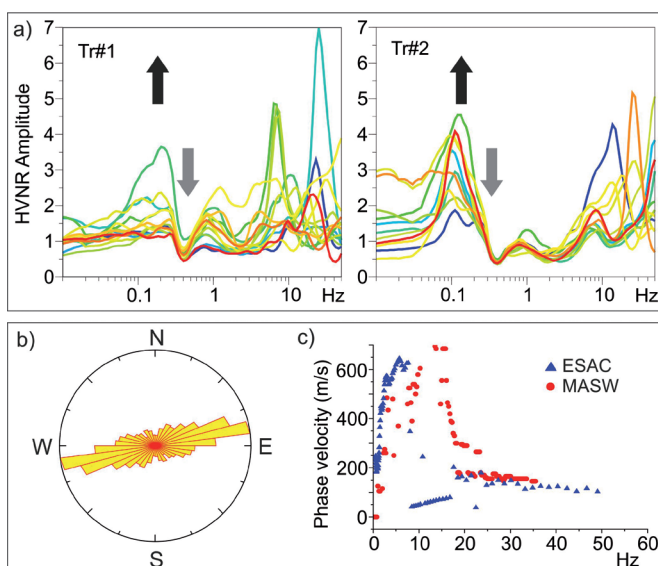 a)
Tr#1
Tr#2
HVNR Amplitude
7
6
5
4
3
2
1
0
0.1 1 10 Hz
7
6
5
4
3
2
1
0
0.1 1 10 Hz
b)
N
W E
S
c)
ESAC
MASW
Phase velocity (m/s)
600
400
200
0
0 10 20 30 40 50 60
Hz